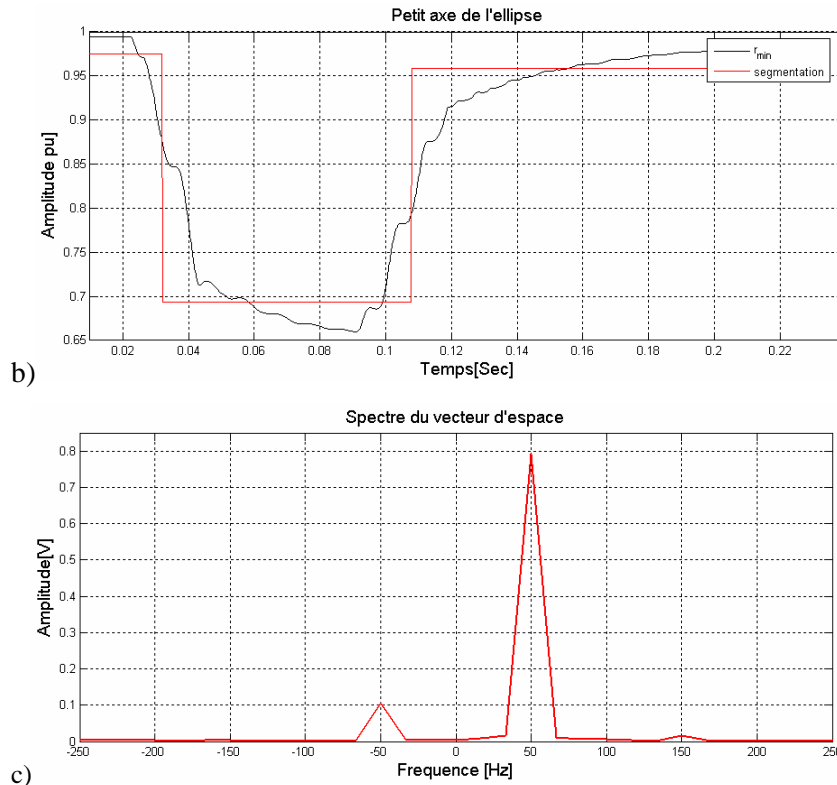 Petit axe de l'ellipse
1
0.95
0.9
0.85
0.8
0.75
0.7
0.65
Amplitude pu
r_min
segmentation
0.02 0.04 0.06 0.08 0.1 0.12 0.14 0.16 0.18 0.2 0.22
Temps[Sec]
b)
Spectre du vecteur d'espace
0.8
0.7
0.6
0.5
0.4
0.3
0.2
0.1
0
Amplitude[V]
-250 -200 -150 -100 -50 0 50 100 150 200 250
Frequence [Hz]
c)